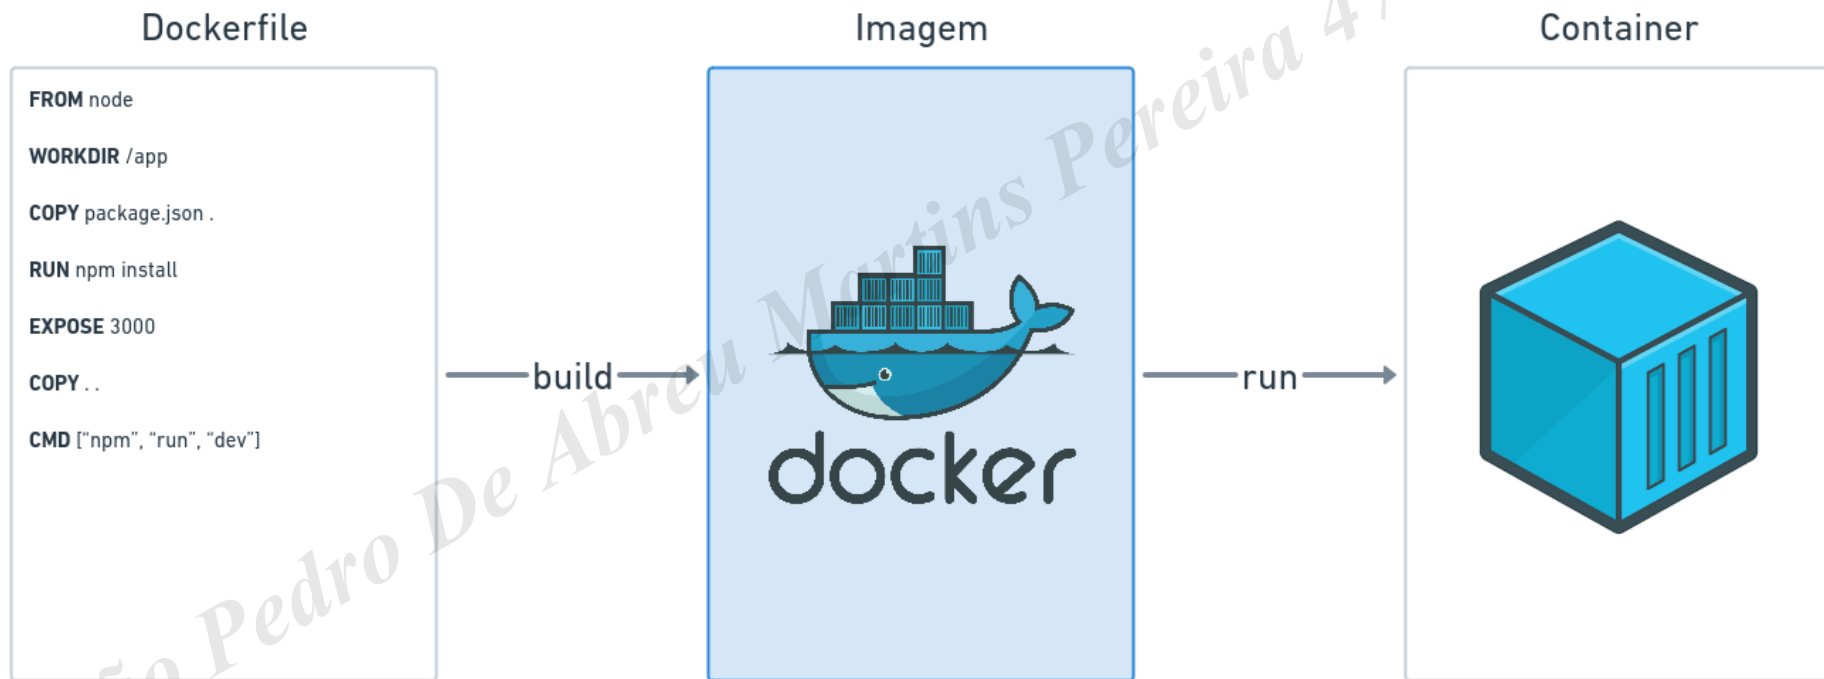 Dockerfile
FROM node
WORKDIR /app
COPY package.json .
RUN npm install
EXPOSE 3000
COPY . .
CMD [“npm”, “run”, “dev”]
build
Imagem
docker
run
Container
Pedro De Abreu Martins Pereira 4